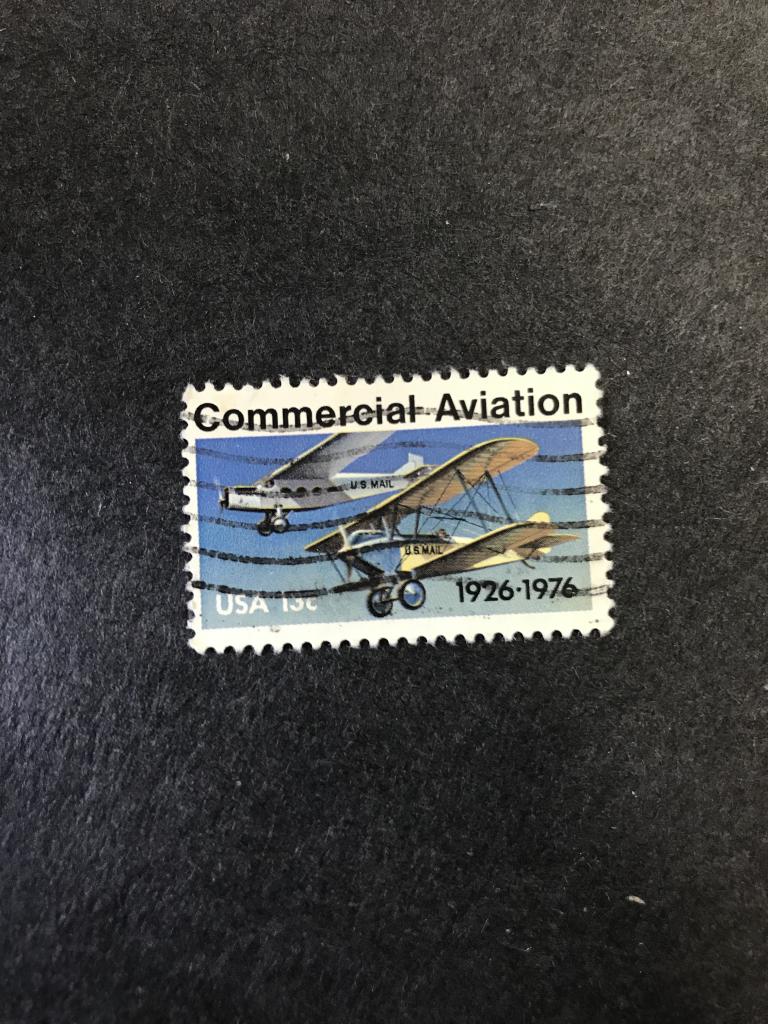 Commercial Aviation
U.S. MAIL
U.S. MAIL
USA 13c
1926·1976